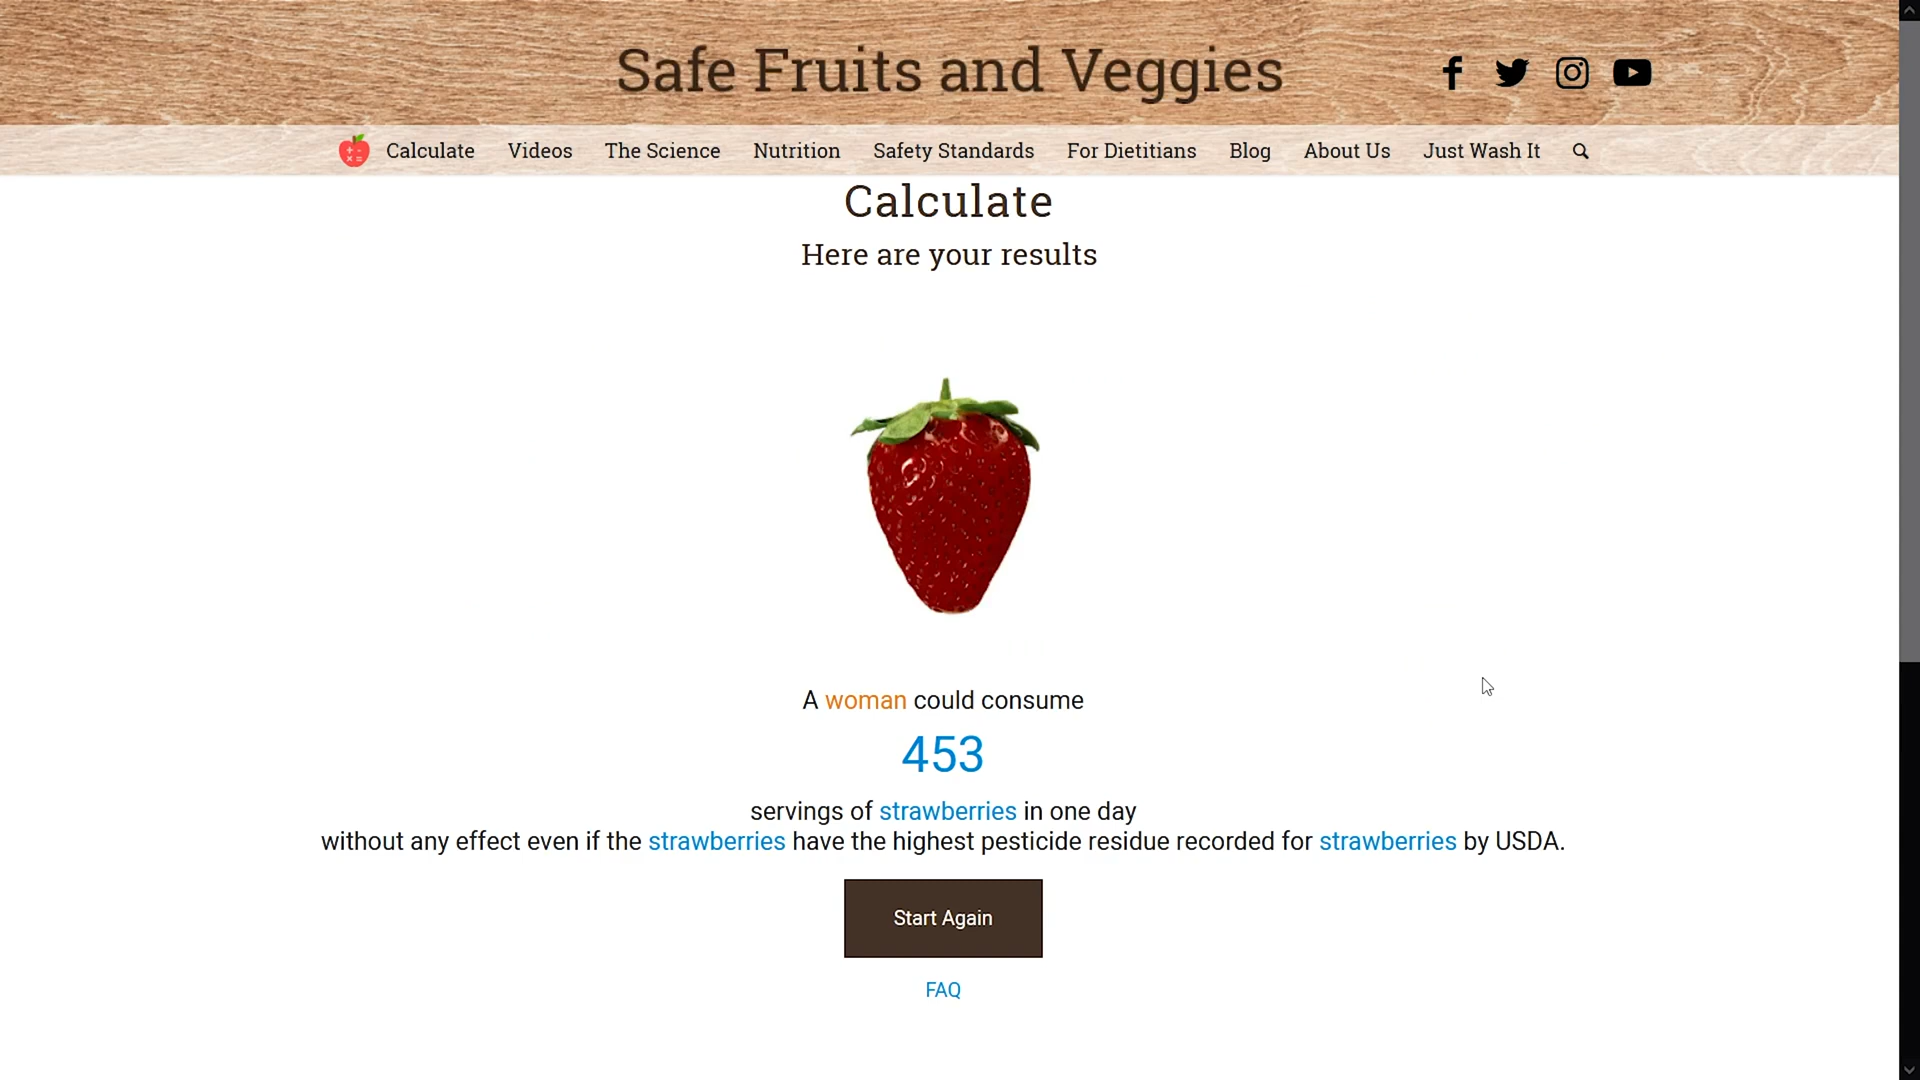 Safe Fruits and Veggies
Calculate Videos The Science Nutrition Safety Standards For Dietitians Blog About Us Just Wash It
Calculate
Here are your results
A woman could consume
453
servings of strawberries in one day
without any effect even if the strawberries have the highest pesticide residue recorded for strawberries by USDA.
Start Again
FAQ